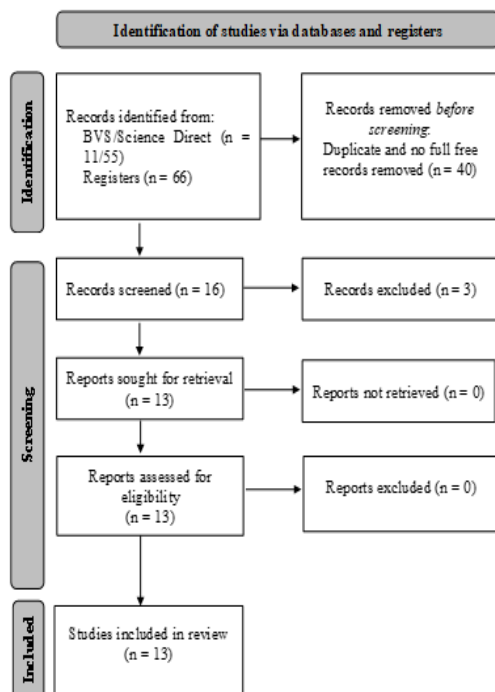 Identification of studies via databases and registers
Identification
Records identified from:
BVS/Science Direct (n =
11/55)
Registers (n = 66)
Records removed before
screening:
Duplicate and no full free
records removed (n = 40)
Screening
Records screened (n = 16)
Records excluded (n = 3)
Reports sought for retrieval
(n = 13)
Reports not retrieved (n = 0)
Reports assessed for
eligibility
(n = 13)
Reports excluded (n = 0)
Included
Studies included in review
(n = 13)